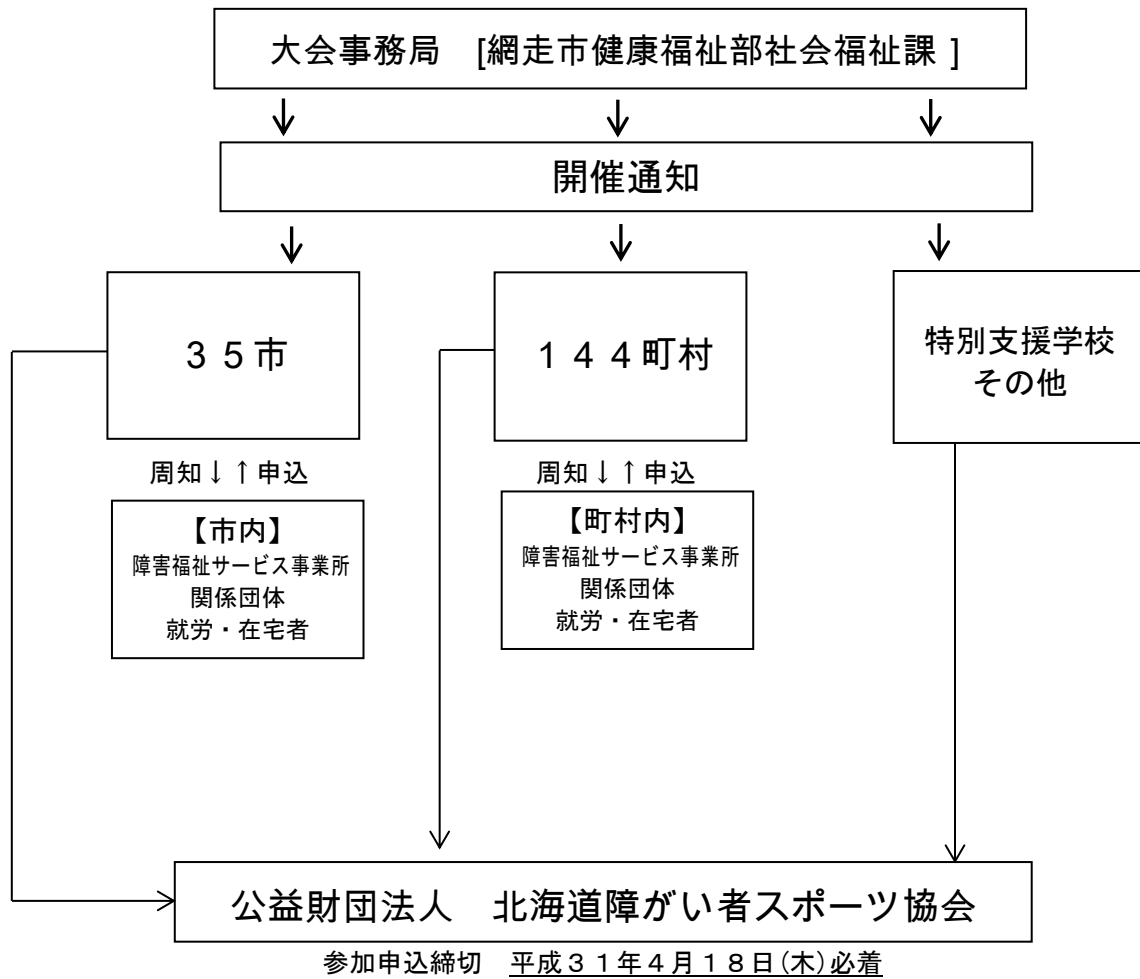 大会事務局　[網走市健康福祉部社会福祉課 ]
↓ ↓ ↓
開催通知
↓ ↓ ↓
３５市
１４４町村
特別支援学校
その他
周知↓↑申込
周知↓↑申込
【市内】
障害福祉サービス事業所
関係団体
就労・在宅者
【町村内】
障害福祉サービス事業所
関係団体
就労・在宅者
公益財団法人　北海道障がい者スポーツ協会
参加申込締切　平成３１年４月１８日(木)必着